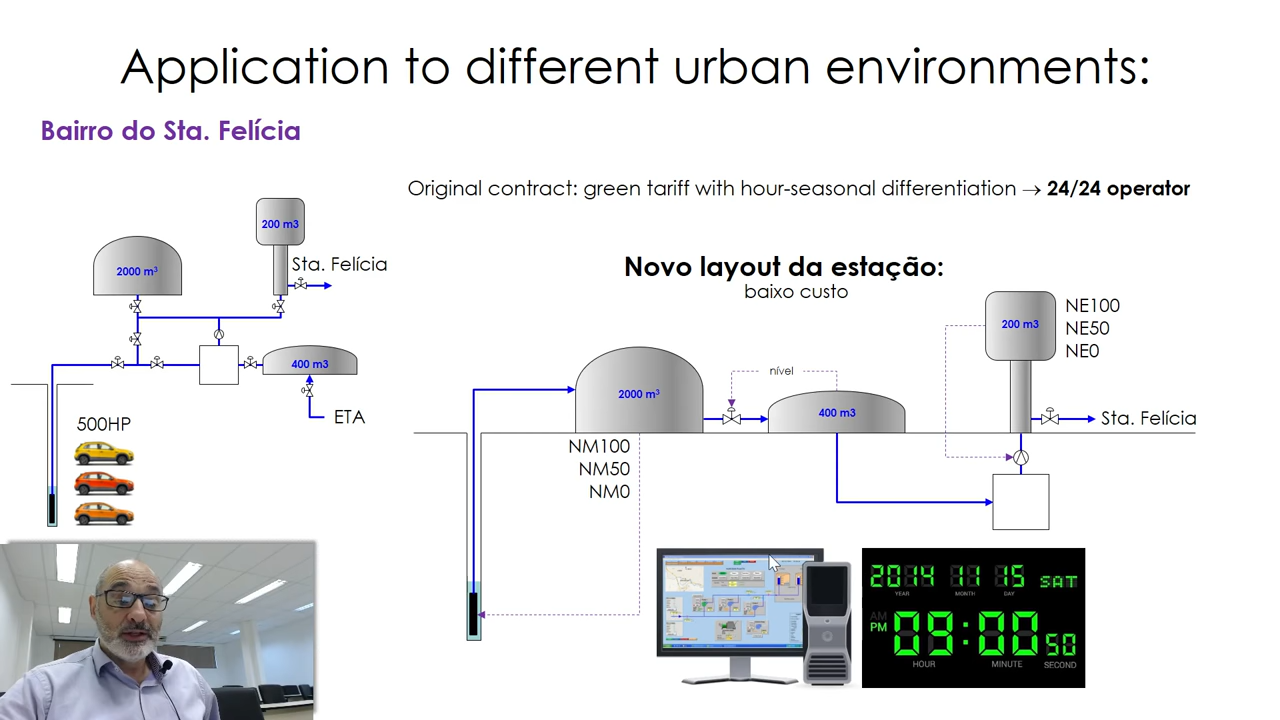 Application to different urban environments:
Bairro do Sta. Felícia
Original contract: green tariff with hour-seasonal differentiation → 24/24 operator
200 m3
2000 m³
Sta. Felícia
400 m3
ETA
500HP
Novo layout da estação:
baixo custo
200 m3
NE100
NE50
NE0
nível
2000 m³
400 m3
Sta. Felícia
NM100
NM50
NM0
2014 11 15 SAT
YEAR MONTH DAY
AM
PM
09:00 50
HOUR MINUTE SECOND